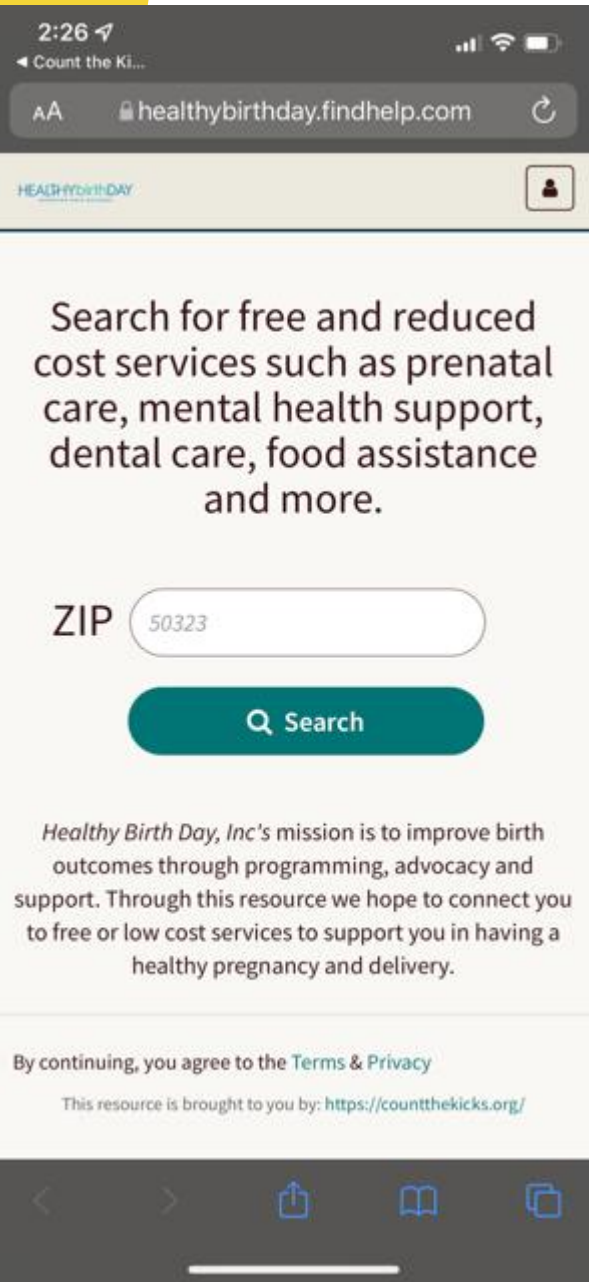 2:26
Count the Ki...
AA healthybirthday.findhelp.com
HEALTHYbirthDAY
Search for free and reduced
cost services such as prenatal
care, mental health support,
dental care, food assistance
and more.
ZIP 50323
Search
Healthy Birth Day, Inc's mission is to improve birth
outcomes through programming, advocacy and
support. Through this resource we hope to connect you
to free or low cost services to support you in having a
healthy pregnancy and delivery.
By continuing, you agree to the Terms & Privacy
This resource is brought to you by: https://countthekicks.org/